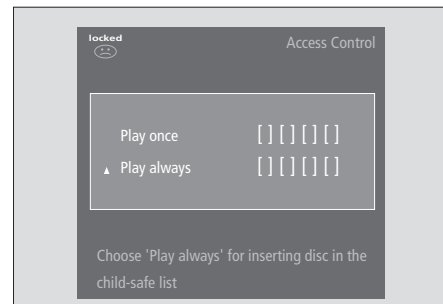 locked
Access Control
Play once [ ] [ ] [ ] [ ]
Play always [ ] [ ] [ ] [ ]
Choose 'Play always' for inserting disc in the
child-safe list